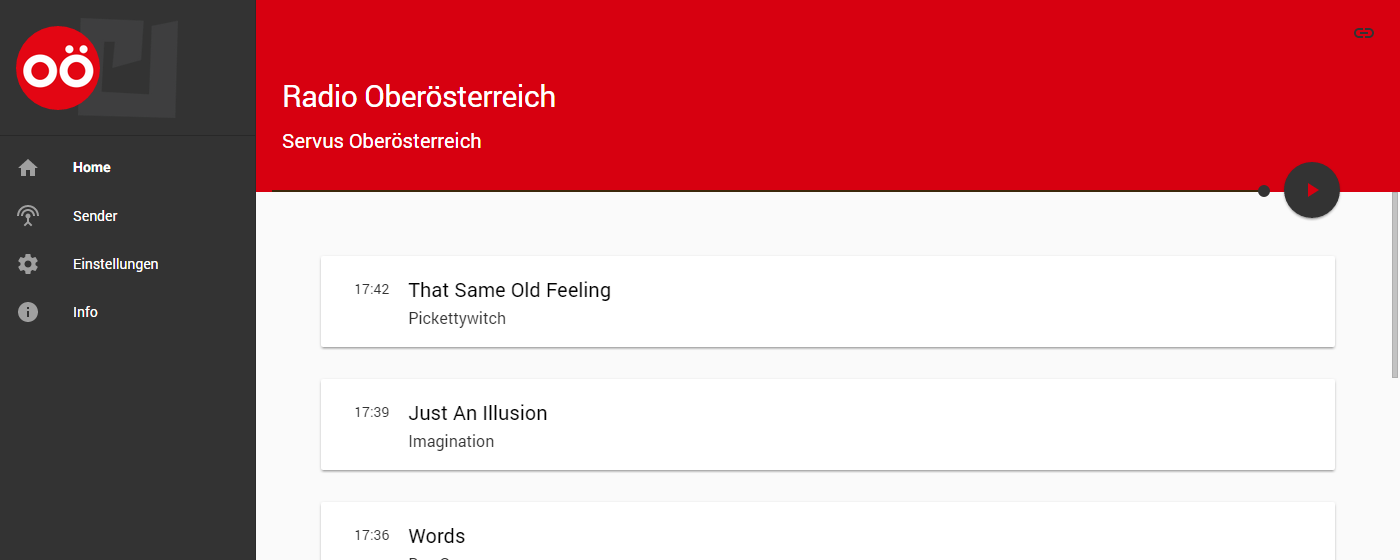 oö
Home
Sender
Einstellungen
Info
Radio Oberösterreich
Servus Oberösterreich
17:42 That Same Old Feeling
Pickettywitch
17:39 Just An Illusion
Imagination
17:36 Words